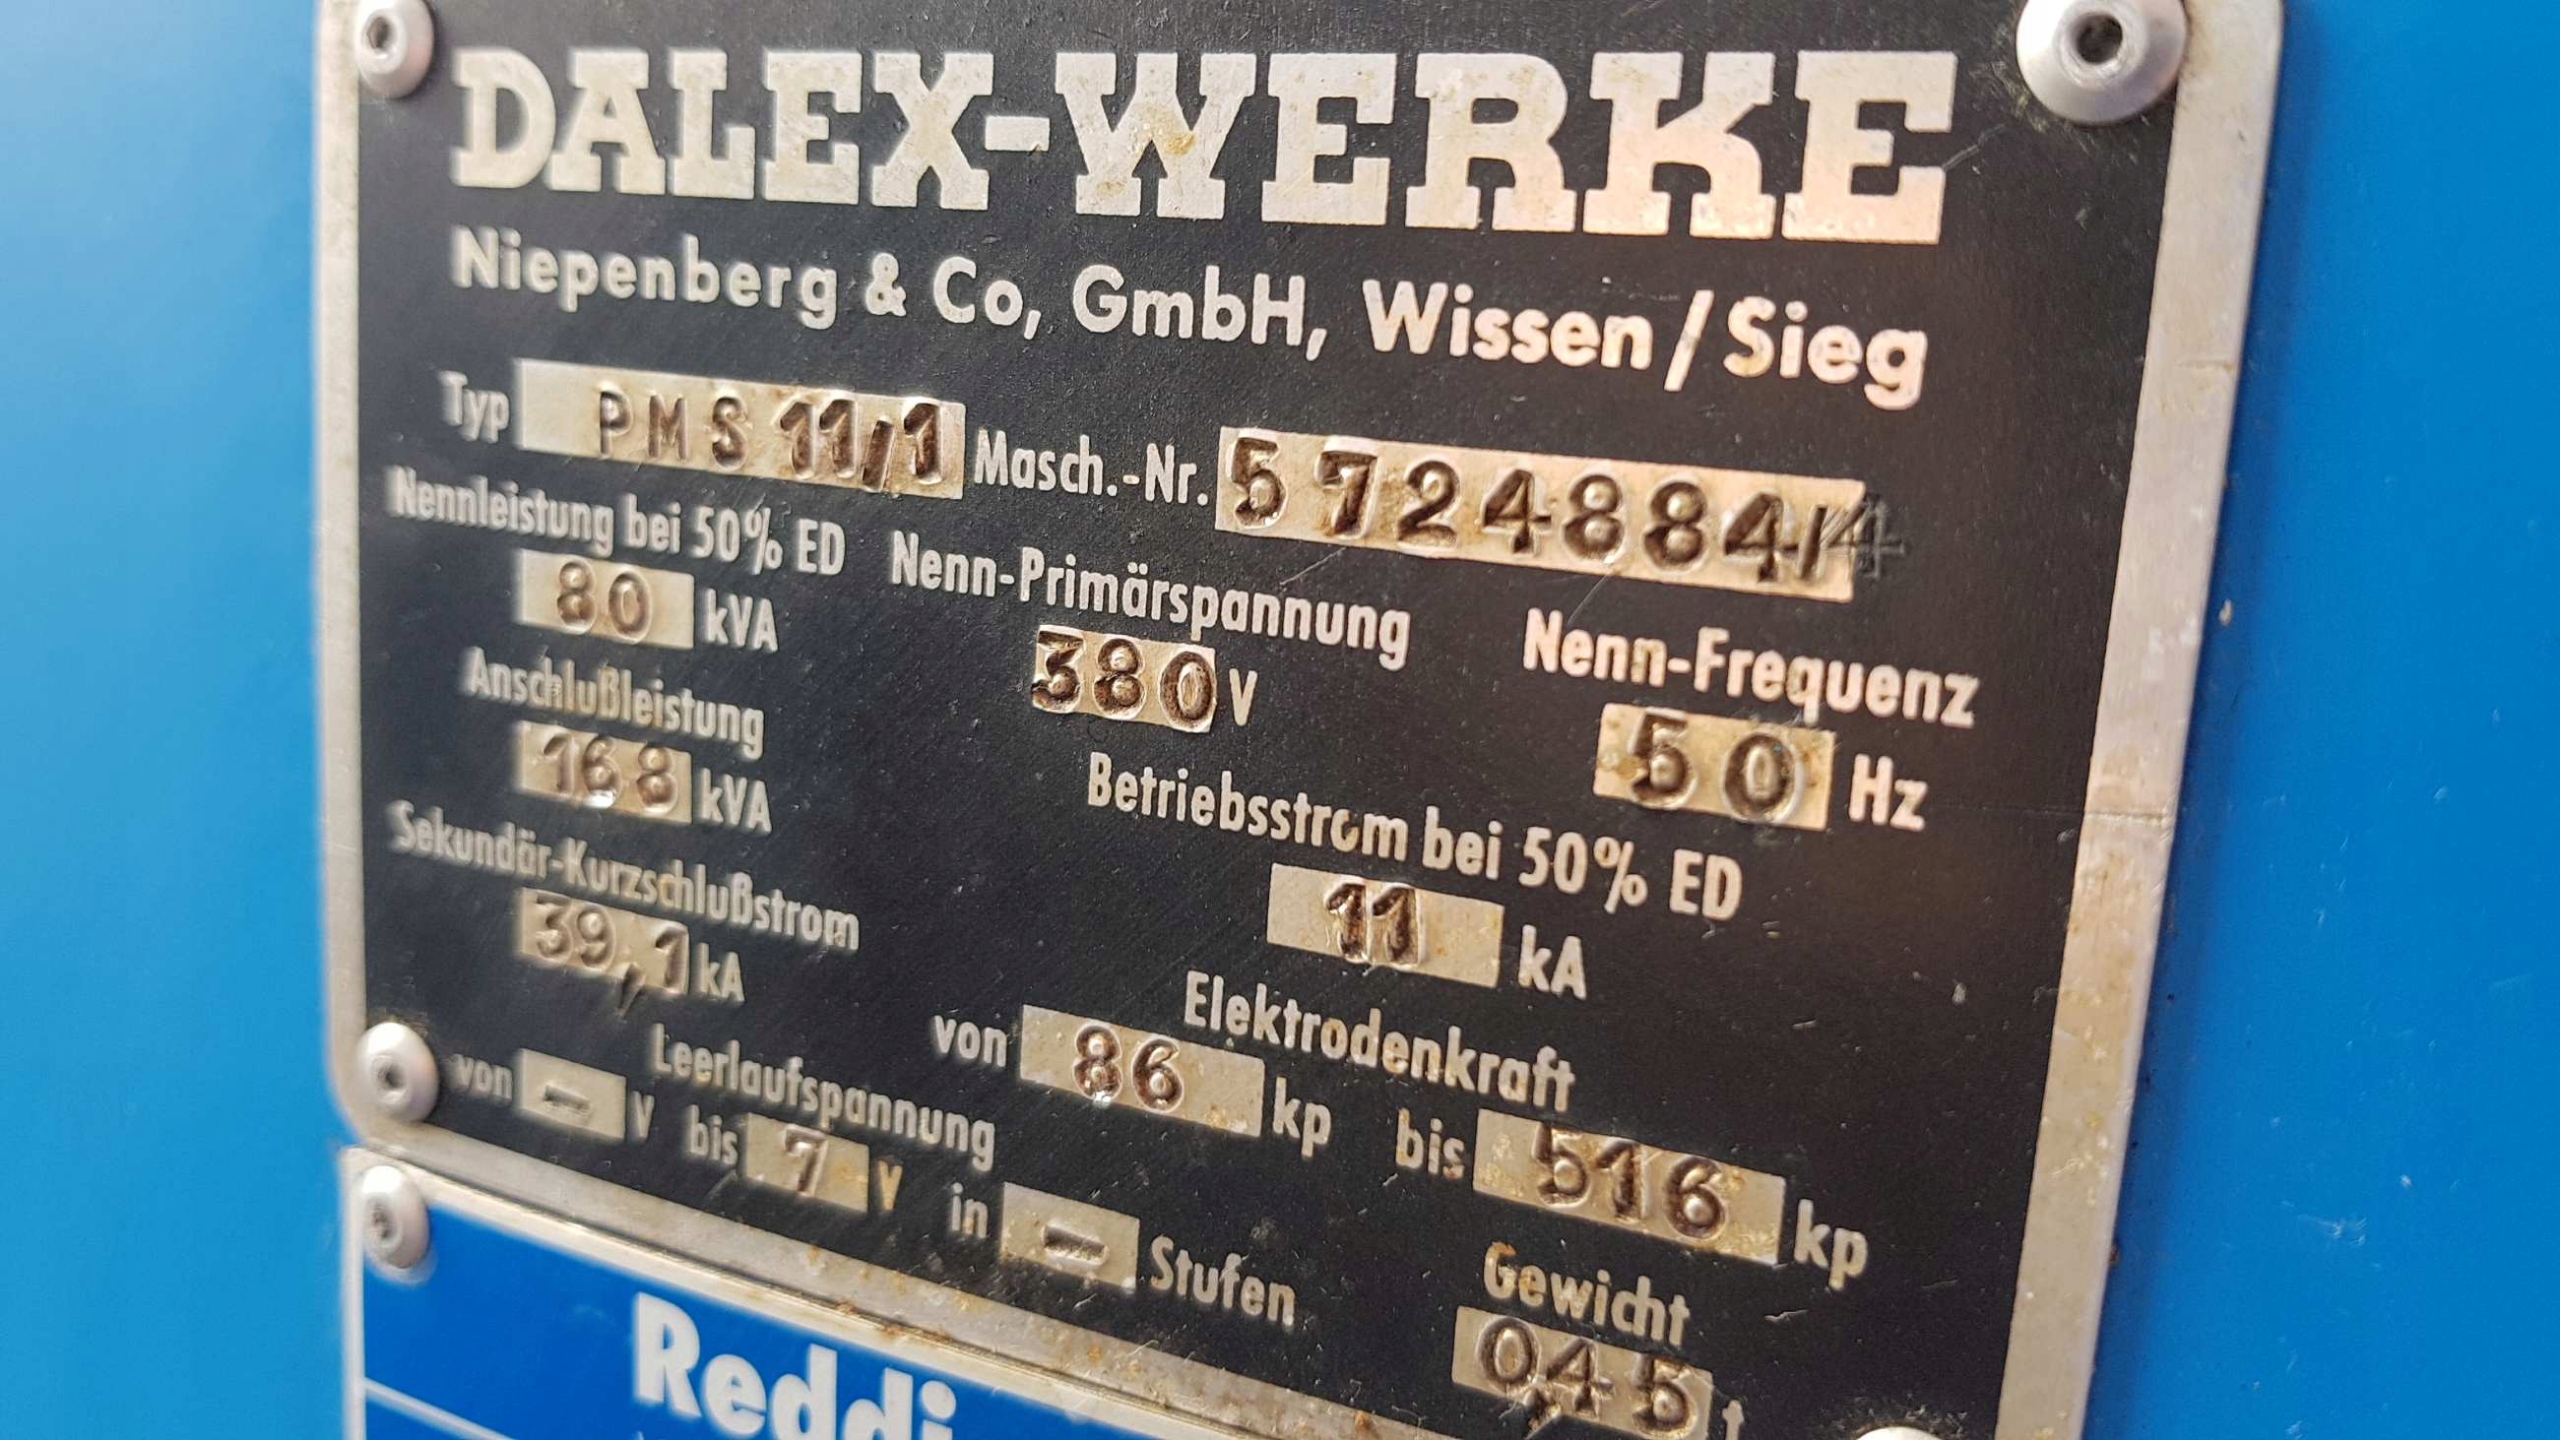 DALEX-WERKE
Niepenberg & Co, GmbH, Wissen/Sieg
Typ PMS 11/1 Masch.-Nr. 5724884/4
Nennleistung bei 50% ED Nenn-Primärspannung Nenn-Frequenz
80 kVA 380 V 50 Hz
Anschlußleistung Betriebsstrom bei 50% ED
168 kVA 11 kA
Sekundär-Kurzschlußstrom Elektrodenkraft
39,1 kA von 86 kp bis 516 kp
Leerlaufspannung
von – V bis 7 V in – Stufen
Gewicht
0,45 t
Reddi